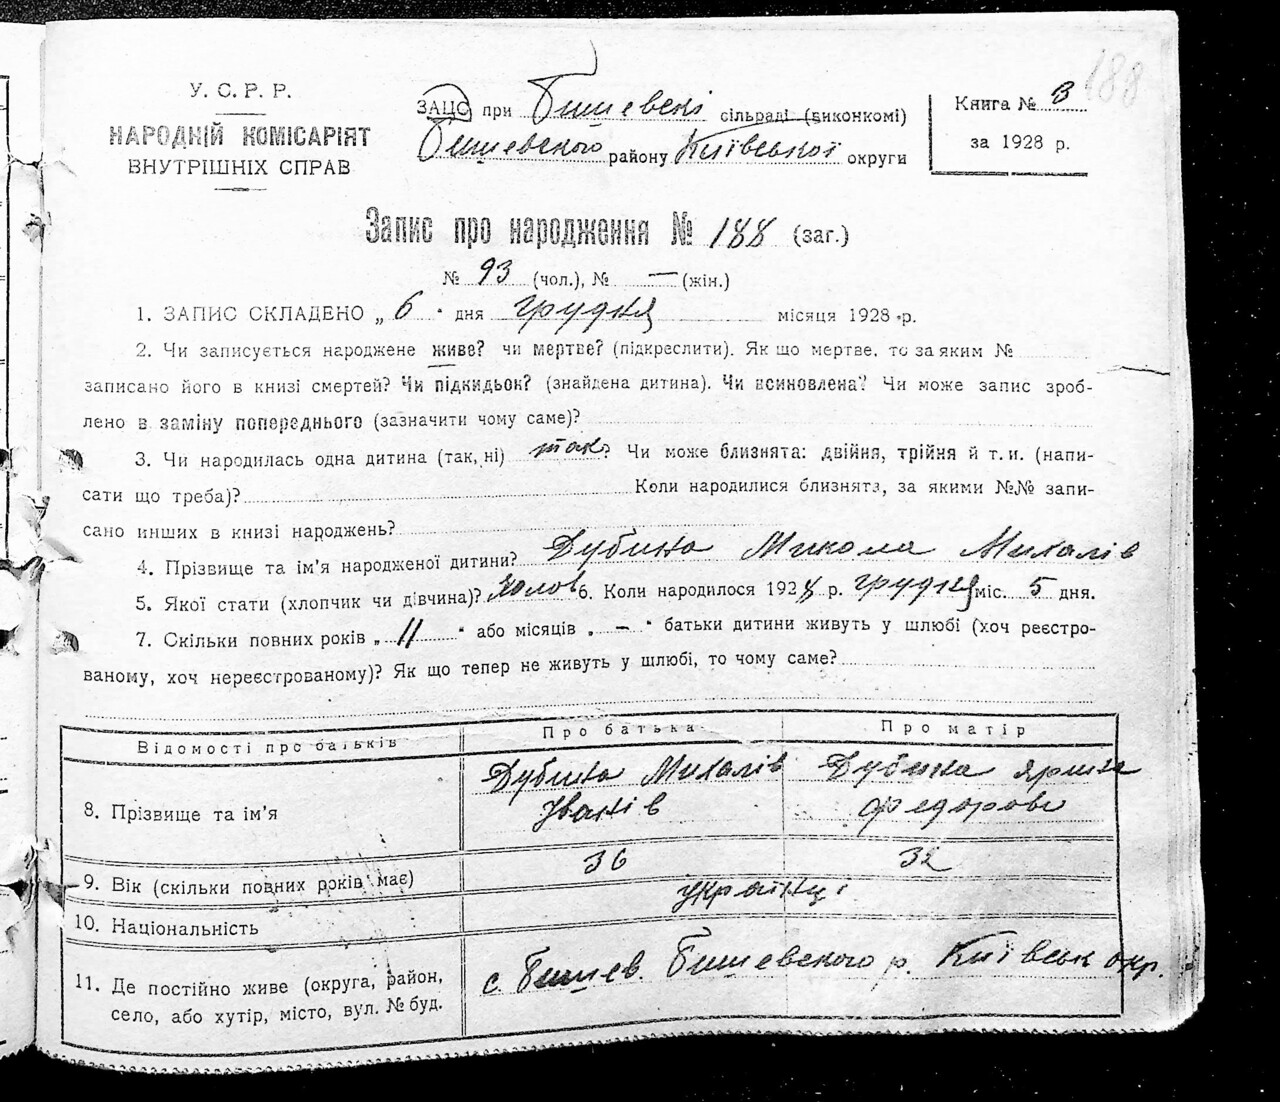 188
У. С. Р. Р.
НАРОДНІЙ КОМІСАРІЯТ
ВНУТРІШНІХ СПРАВ
ЗАЦС при Бишевскі сільраді (виконкомі)
Бишевского району Київської округи
Книга № 3
за 1928 р.
Запис про народження № 188 (заг.)
№ 93 (чол.), № — (жін.)
1. ЗАПИС СКЛАДЕНО „ 6 " дня грудня місяця 1928 р.
2. Чи записується народжене живе? чи мертве? (підкреслити). Як що мертве, то за яким №
записано його в книзі смертей? Чи підкидьок? (знайдена дитина). Чи всиновлена? Чи може запис зроб-
лено в заміну попереднього (зазначити чому саме)?
3. Чи народилась одна дитина (так, ні) так? Чи може близнята: двійня, трійня й т. и. (напи-
сати що треба)? Коли народилися близнята, за якими №№ запи-
сано инших в книзі народжень?
4. Прізвище та ім'я народженої дитини? Дубина Микола Михалів
5. Якої стати (хлопчик чи дівчина)? Холов 6. Коли народилося 1928 р. грудня міс. 5 дня.
7. Скільки повних років „ 11 " або місяців „ – " батьки дитини живуть у шлюбі (хоч реєстро-
ваному, хоч нереєстрованому)? Як що тепер не живуть у шлюбі, то чому саме?
Відомості про батьків Про батька Про матір
8. Прізвище та ім'я Дубина Михалів Іванів Дубина Ярина Федорова
9. Вік (скільки повних років має) 36 32
10. Національність українці
11. Де постійно живе (округа, район,
село, або хутір, місто, вул. № буд. с. Бишев Бишевского р. Київськ окр.